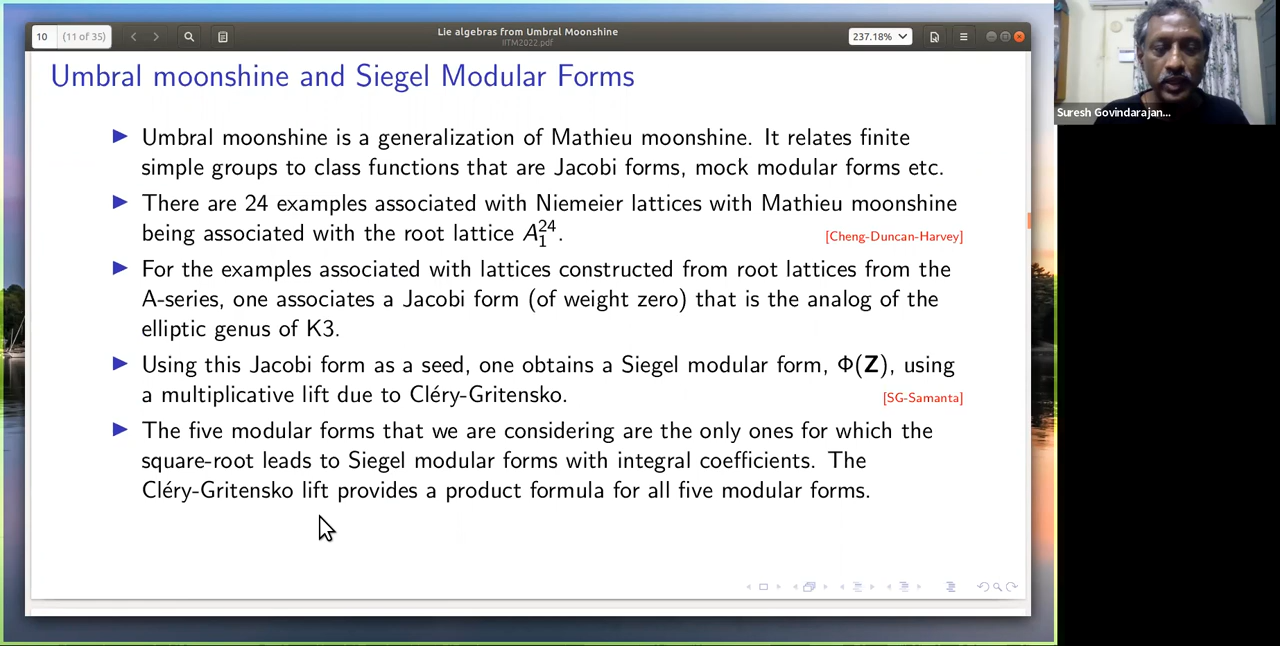 10 (11 of 35)
Lie algebras from Umbral Moonshine
IITM2022.pdf
237.18%
Suresh Govindarajan...
Umbral moonshine and Siegel Modular Forms
Umbral moonshine is a generalization of Mathieu moonshine. It relates finite
simple groups to class functions that are Jacobi forms, mock modular forms etc.
There are 24 examples associated with Niemeier lattices with Mathieu moonshine
being associated with the root lattice $A_1^{24}$. [Cheng-Duncan-Harvey]
For the examples associated with lattices constructed from root lattices from the
A-series, one associates a Jacobi form (of weight zero) that is the analog of the
elliptic genus of K3.
Using this Jacobi form as a seed, one obtains a Siegel modular form, Φ(Z), using
a multiplicative lift due to Cléry-Gritensko. [SG-Samanta]
The five modular forms that we are considering are the only ones for which the
square-root leads to Siegel modular forms with integral coefficients. The
Cléry-Gritensko lift provides a product formula for all five modular forms.